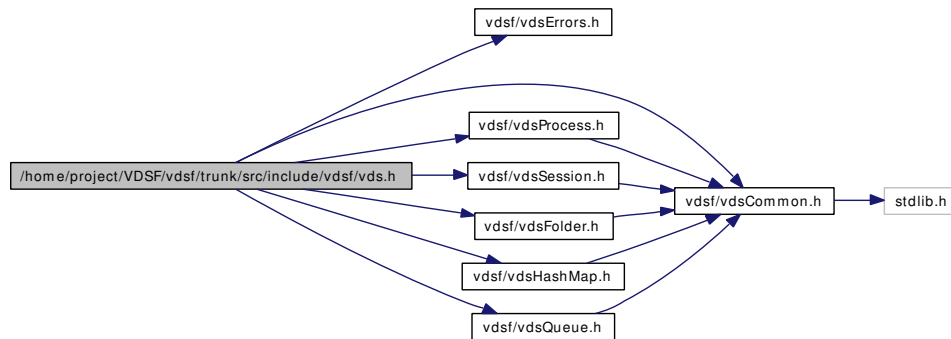 vdsf/vdsErrors.h
vdsf/vdsProcess.h
/home/project/VDSF/vdsf/trunk/src/include/vdsf/vds.h
vdsf/vdsSession.h
vdsf/vdsCommon.h
stdlib.h
vdsf/vdsFolder.h
vdsf/vdsHashMap.h
vdsf/vdsQueue.h